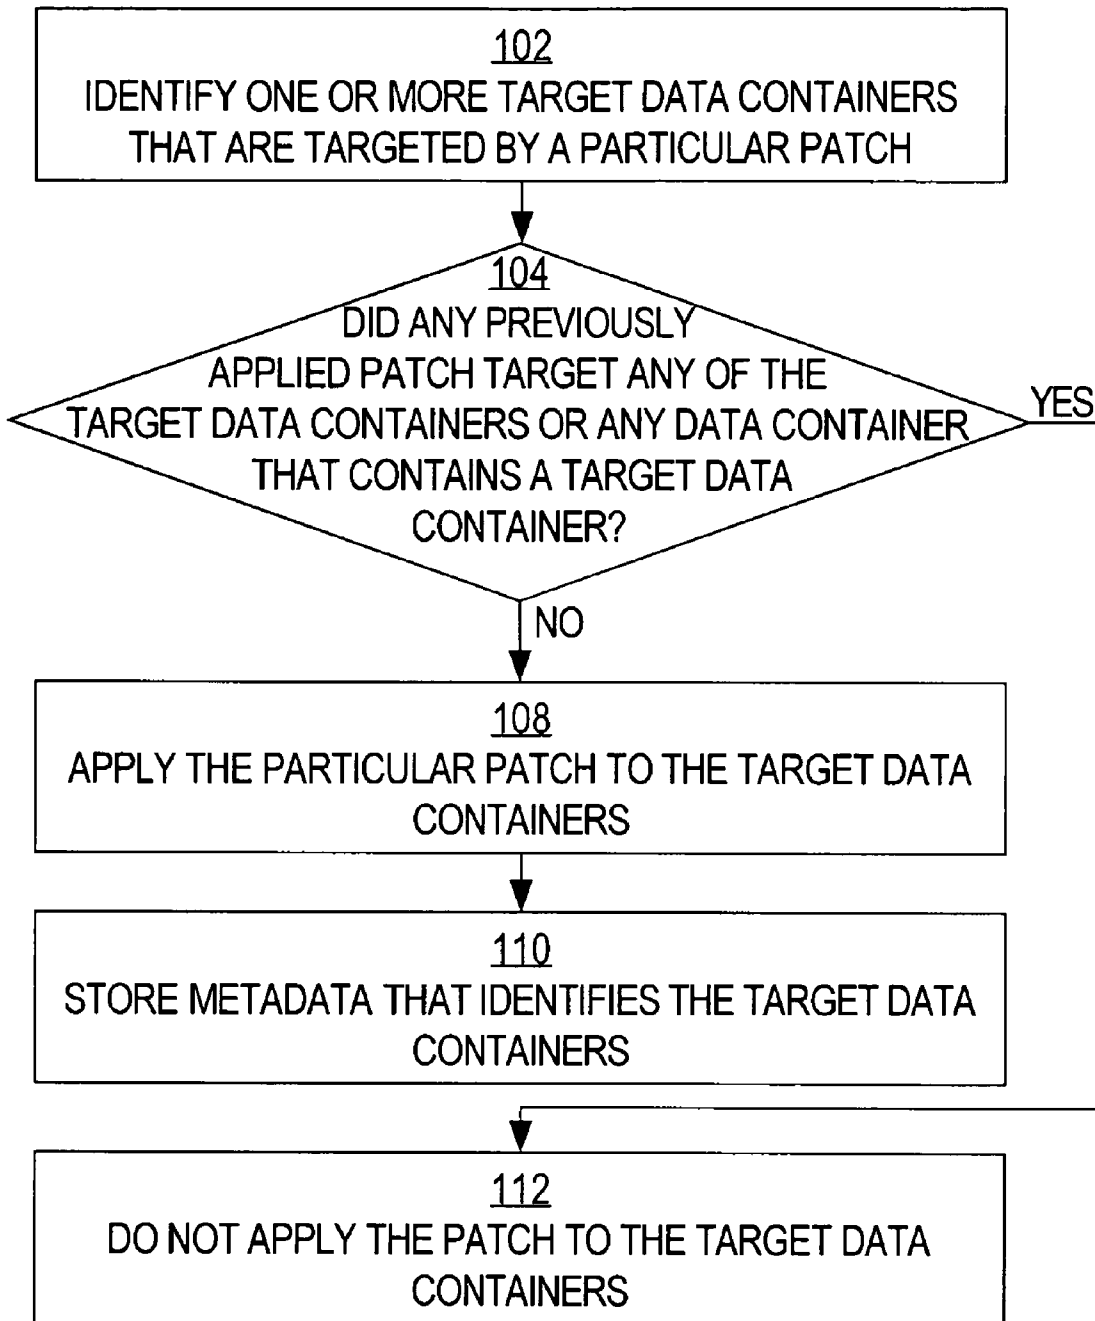 102
IDENTIFY ONE OR MORE TARGET DATA CONTAINERS
THAT ARE TARGETED BY A PARTICULAR PATCH
104
DID ANY PREVIOUSLY
APPLIED PATCH TARGET ANY OF THE
TARGET DATA CONTAINERS OR ANY DATA CONTAINER
THAT CONTAINS A TARGET DATA
CONTAINER?
YES
NO
108
APPLY THE PARTICULAR PATCH TO THE TARGET DATA
CONTAINERS
110
STORE METADATA THAT IDENTIFIES THE TARGET DATA
CONTAINERS
112
DO NOT APPLY THE PATCH TO THE TARGET DATA
CONTAINERS